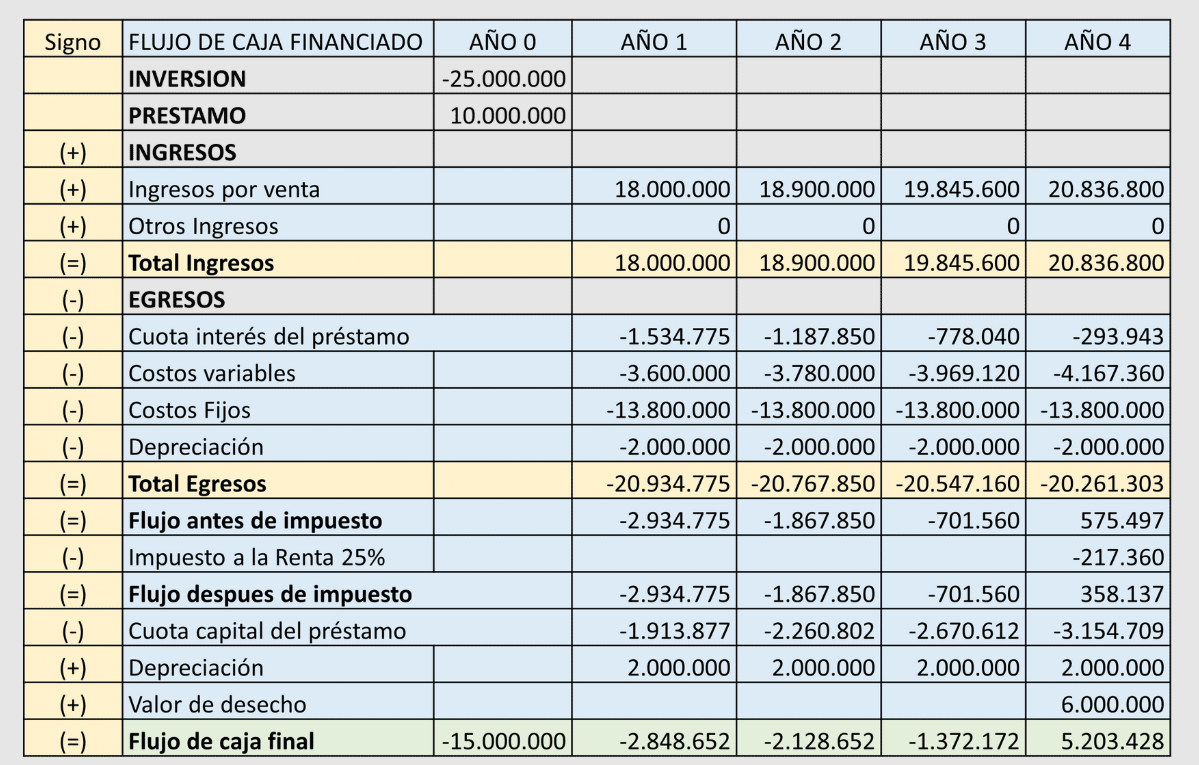 Signo FLUJO DE CAJA FINANCIADO AÑO 0 AÑO 1 AÑO 2 AÑO 3 AÑO 4
INVERSION -25.000.000
PRESTAMO 10.000.000
(+) INGRESOS
(+) Ingresos por venta 18.000.000 18.900.000 19.845.600 20.836.800
(+) Otros Ingresos 0 0 0 0
(=) Total Ingresos 18.000.000 18.900.000 19.845.600 20.836.800
(-) EGRESOS
(-) Cuota interés del préstamo -1.534.775 -1.187.850 -778.040 -293.943
(-) Costos variables -3.600.000 -3.780.000 -3.969.120 -4.167.360
(-) Costos Fijos -13.800.000 -13.800.000 -13.800.000 -13.800.000
(-) Depreciación -2.000.000 -2.000.000 -2.000.000 -2.000.000
(=) Total Egresos -20.934.775 -20.767.850 -20.547.160 -20.261.303
(=) Flujo antes de impuesto -2.934.775 -1.867.850 -701.560 575.497
(-) Impuesto a la Renta 25% -217.360
(=) Flujo despues de impuesto -2.934.775 -1.867.850 -701.560 358.137
(-) Cuota capital del préstamo -1.913.877 -2.260.802 -2.670.612 -3.154.709
(+) Depreciación 2.000.000 2.000.000 2.000.000 2.000.000
(+) Valor de desecho 6.000.000
(=) Flujo de caja final -15.000.000 -2.848.652 -2.128.652 -1.372.172 5.203.428